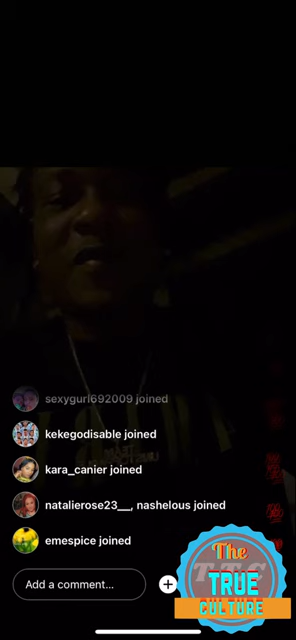 sexygurl692009 joined
kekegodisable joined
kara_canier joined
natalierose23__, nashelous joined
emespice joined
Add a comment...
The
TRUE
CULTURE